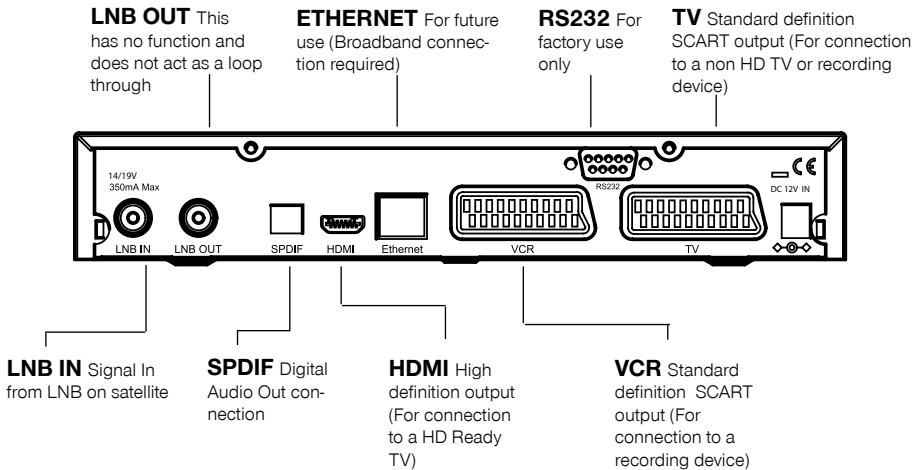 LNB OUT This
has no function and
does not act as a loop
through
ETHERNET For future
use (Broadband connec-
tion required)
RS232 For
factory use
only
TV Standard definition
SCART output (For connection
to a non HD TV or recording
device)
14/19V
350mA Max
RS232
CE
DC 12V IN
LNB IN
LNB OUT
SPDIF
HDMI
Ethernet
VCR
TV
LNB IN Signal In
from LNB on satellite
SPDIF Digital
Audio Out con-
nection
HDMI High
definition output
(For connection
to a HD Ready
TV)
VCR Standard
definition SCART
output (For
connection to a
recording device)